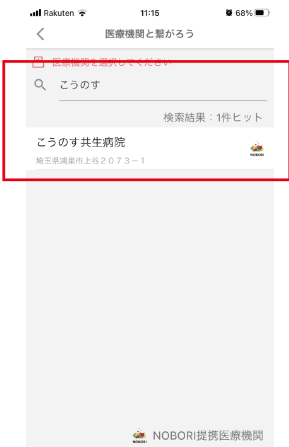 Rakuten 11:15 68%
医療機関と繋がろう
医療機関を選択してください
こうのす
検索結果：1件ヒット
こうのす共生病院
埼玉県鴻巣市上谷２０７３－１
NOBORI
NOBORI NOBORI提携医療機関